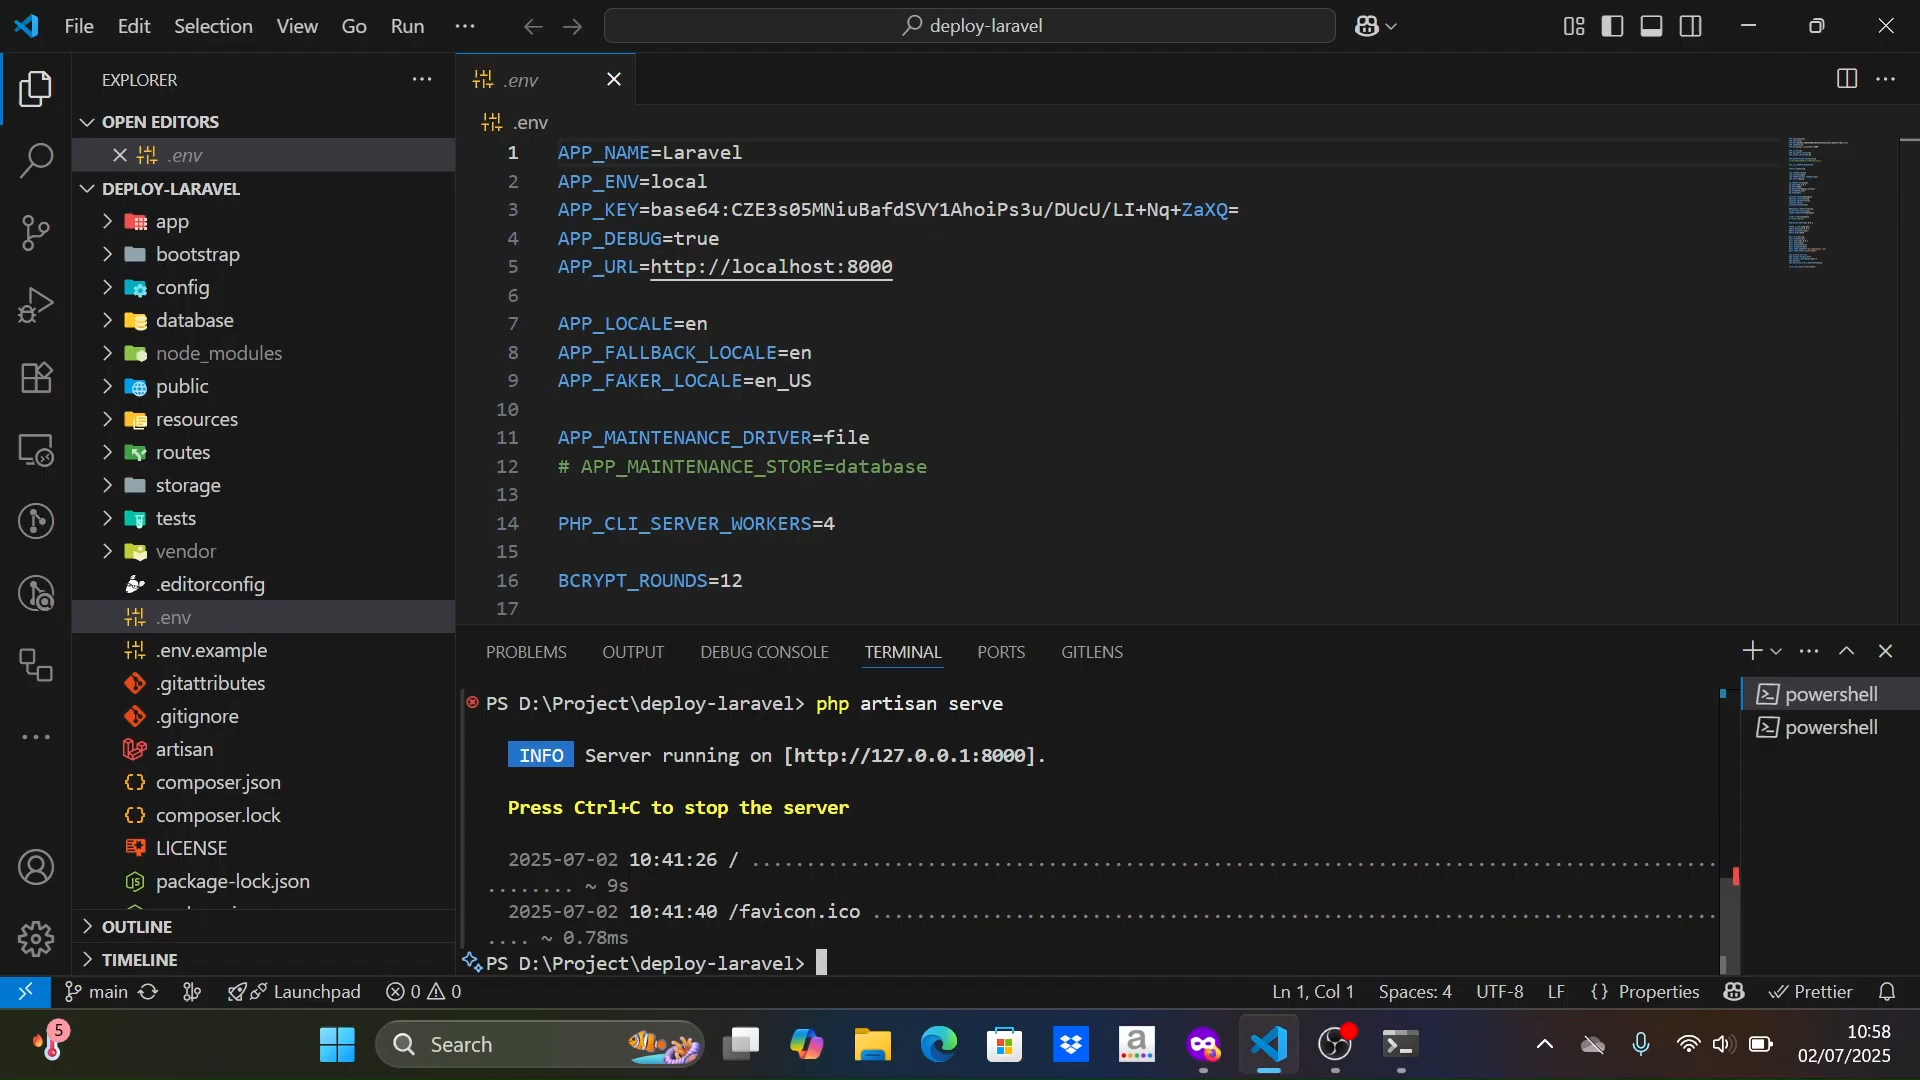 File Edit Selection View Go Run ···
deploy-laravel
EXPLORER
OPEN EDITORS
.env
DEPLOY-LARAVEL
app
bootstrap
config
database
node_modules
public
resources
routes
storage
tests
vendor
.editorconfig
.env
.env.example
.gitattributes
.gitignore
artisan
composer.json
composer.lock
LICENSE
package-lock.json
OUTLINE
TIMELINE
.env
.env
1 APP_NAME=Laravel
2 APP_ENV=local
3 APP_KEY=base64:CZE3s05MNiuBafdSVY1AhoiPs3u/DUcU/LI+Nq+ZaXQ=
4 APP_DEBUG=true
5 APP_URL=http://localhost:8000
6
7 APP_LOCALE=en
8 APP_FALLBACK_LOCALE=en
9 APP_FAKER_LOCALE=en_US
10
11 APP_MAINTENANCE_DRIVER=file
12 # APP_MAINTENANCE_STORE=database
13
14 PHP_CLI_SERVER_WORKERS=4
15
16 BCRYPT_ROUNDS=12
17
PROBLEMS OUTPUT DEBUG CONSOLE TERMINAL PORTS GITLENS
PS D:\Project\deploy-laravel> php artisan serve
INFO Server running on [http://127.0.0.1:8000].
Press Ctrl+C to stop the server
2025-07-02 10:41:26 / ........................................................................................
........ ~ 9s
2025-07-02 10:41:40 /favicon.ico .............................................................................
.... ~ 0.78ms
PS D:\Project\deploy-laravel>
powershell
powershell
main Launchpad 0 0 Ln 1, Col 1 Spaces: 4 UTF-8 LF {} Properties Prettier
5
Search
10:58
02/07/2025